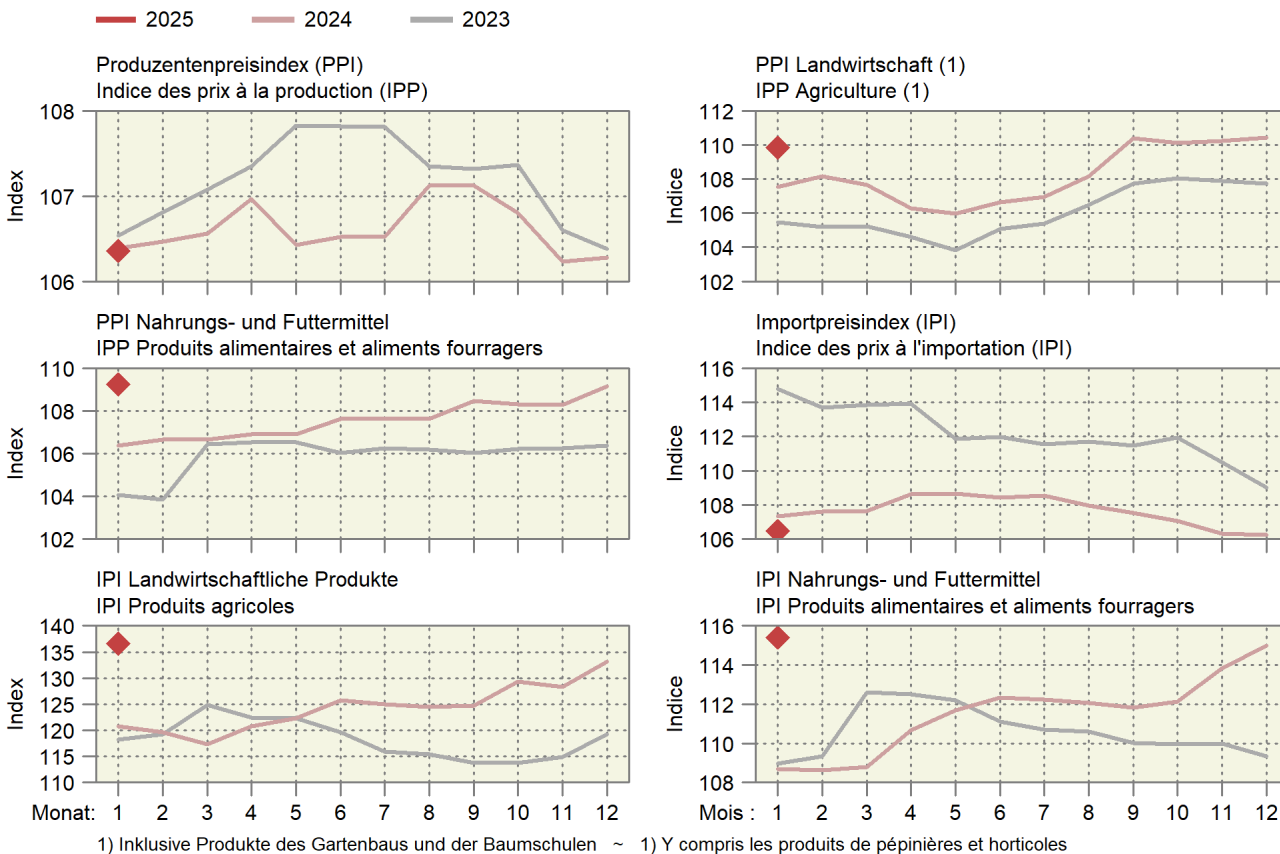 2025 2024 2023
Produzentenpreisindex (PPI)
Indice des prix à la production (IPP)
108
107
106
Index
PPI Landwirtschaft (1)
IPP Agriculture (1)
112
110
108
106
104
102
Indice
PPI Nahrungs- und Futtermittel
IPP Produits alimentaires et aliments fourragers
110
108
106
104
102
Index
Importpreisindex (IPI)
Indice des prix à l'importation (IPI)
116
114
112
110
108
106
Indice
IPI Landwirtschaftliche Produkte
IPI Produits agricoles
140
135
130
125
120
115
110
Index
Monat: 1 2 3 4 5 6 7 8 9 10 11 12
IPI Nahrungs- und Futtermittel
IPI Produits alimentaires et aliments fourragers
116
114
112
110
108
Indice
Mois : 1 2 3 4 5 6 7 8 9 10 11 12
1) Inklusive Produkte des Gartenbaus und der Baumschulen ~ 1) Y compris les produits de pépinières et horticoles